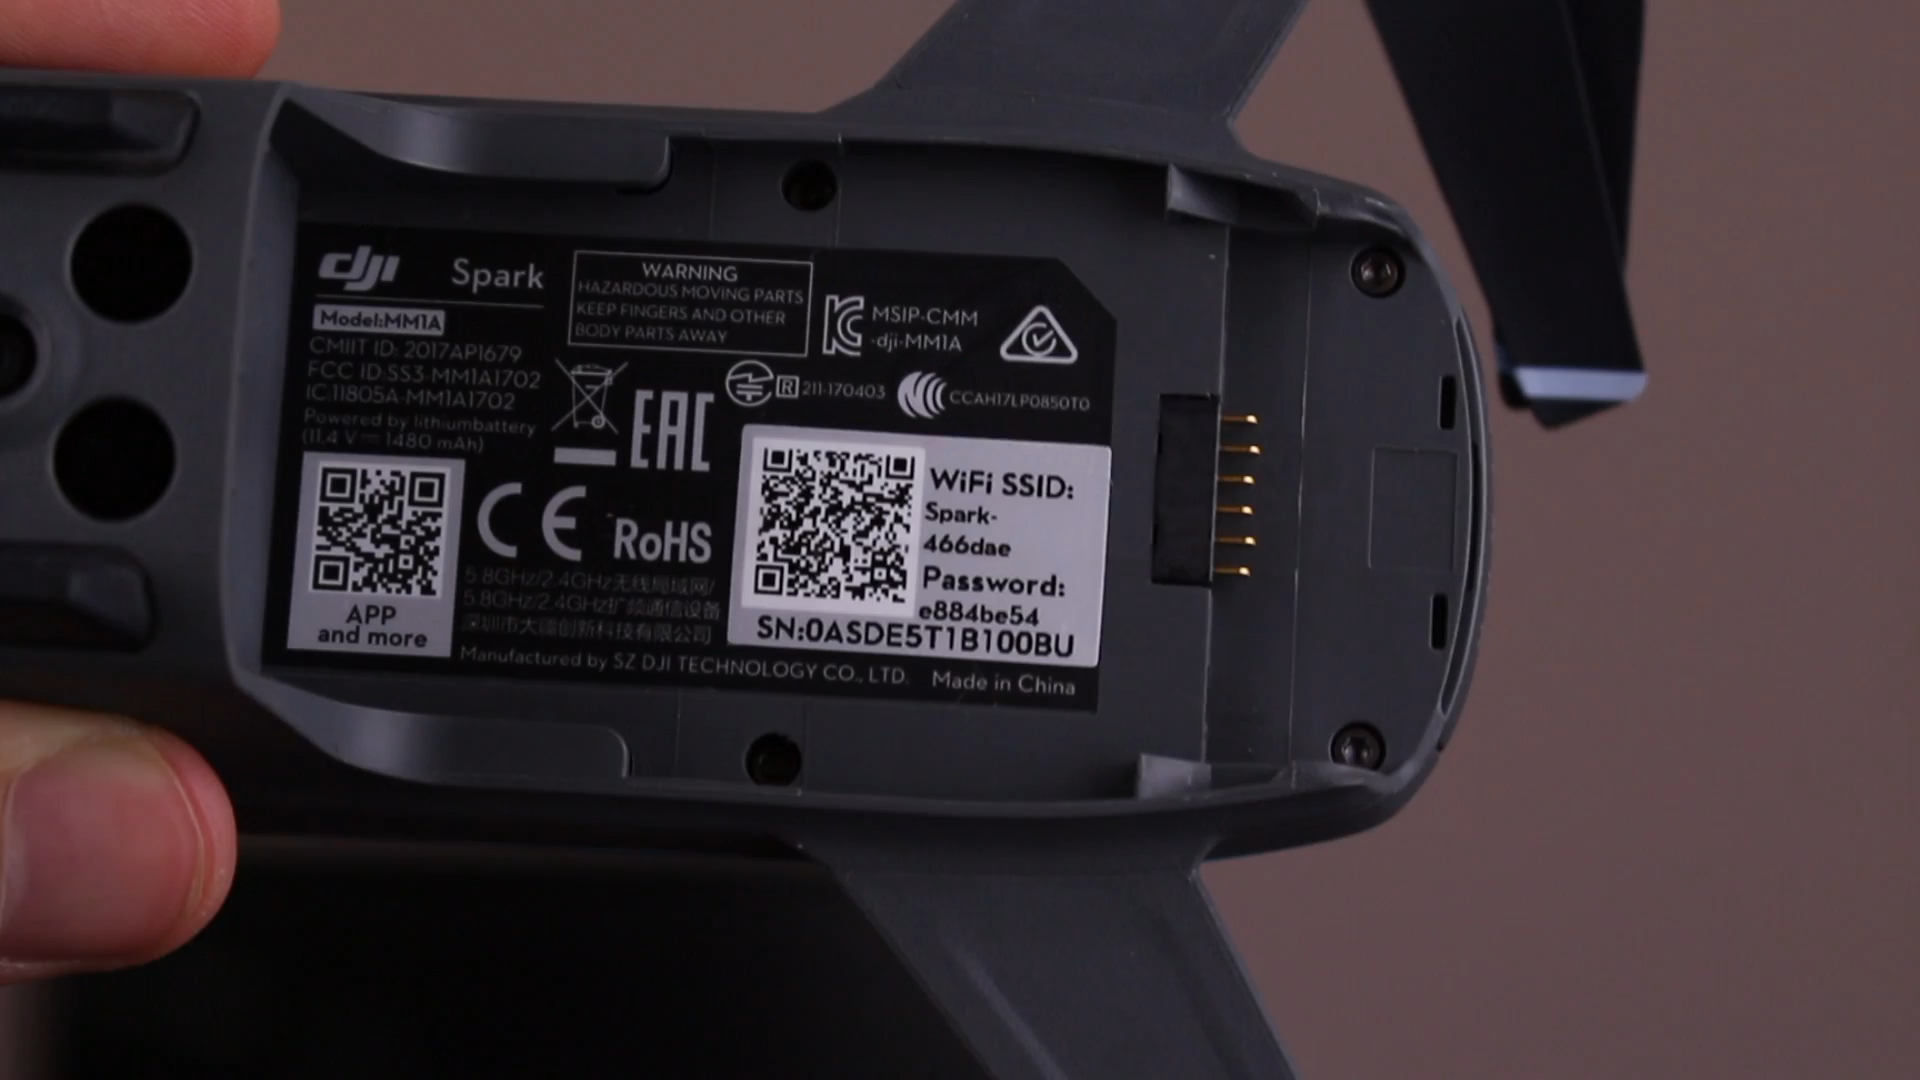 dji Spark
Model:MM1A
CMIIT ID: 2017AP1679
FCC ID:SS3-MM1A1702
IC:11805A-MM1A1702
Powered by lithiumbattery
(11.4 V ⎓ 1480 mAh)
WARNING
HAZARDOUS MOVING PARTS
KEEP FINGERS AND OTHER
BODY PARTS AWAY
MSIP-CMM
-dji-MM1A
R 211-170403
CCAH17LP0850T0
EAC
CE RoHS
APP
and more
5.8GHz/2.4GHz无线局域网/
5.8GHz/2.4GHz扩频通信设备
深圳市大疆创新科技有限公司
WiFi SSID:
Spark-
466dae
Password:
e884be54
SN:0ASDE5T1B100BU
Manufactured by SZ DJI TECHNOLOGY CO., LTD. Made in China